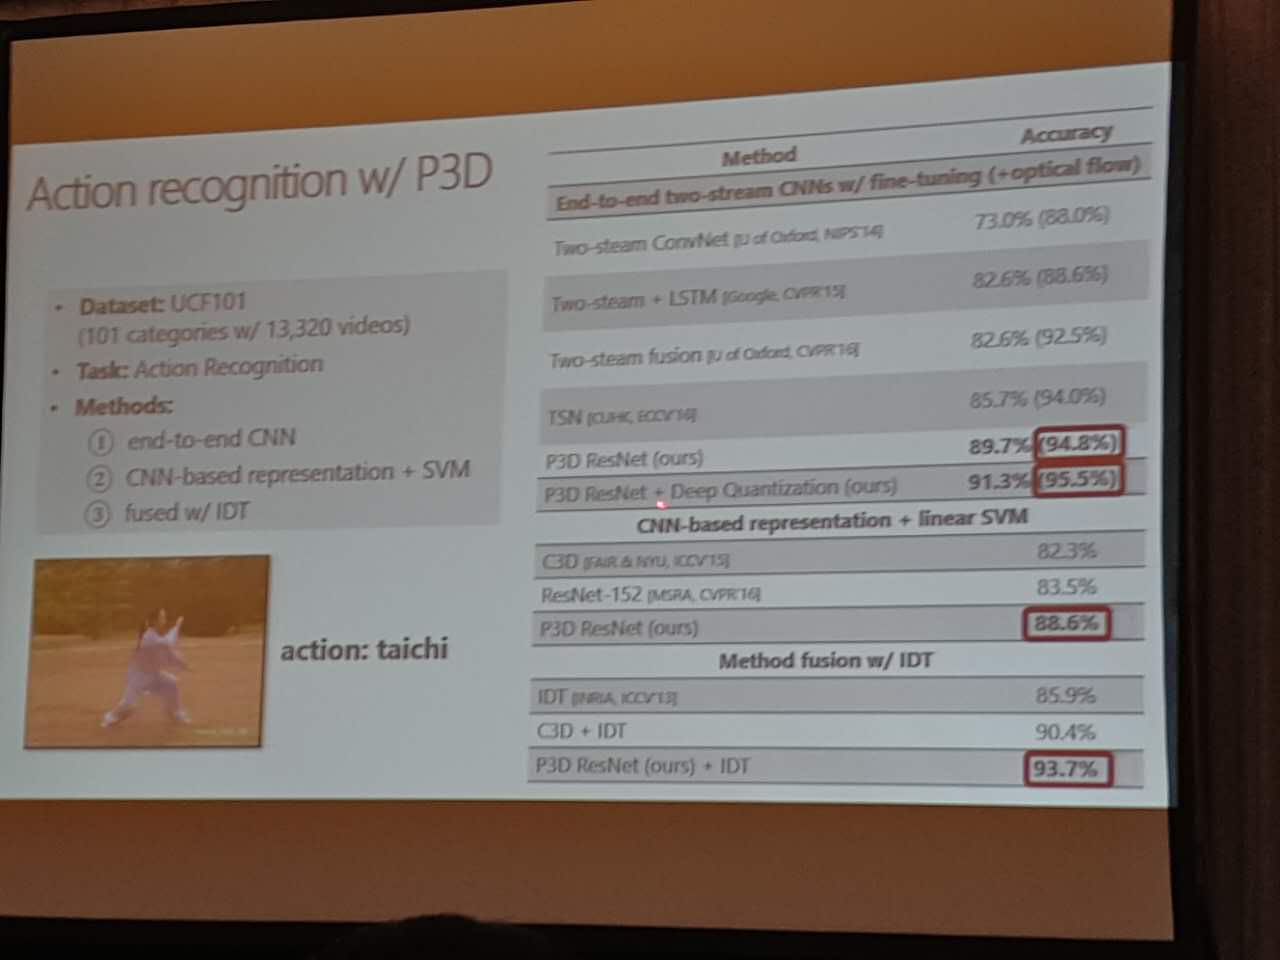 Action recognition w/ P3D
• Dataset: UCF101
(101 categories w/ 13,320 videos)
• Task: Action Recognition
• Methods:
① end-to-end CNN
② CNN-based representation + SVM
③ fused w/ IDT
action: taichi
Method Accuracy
End-to-end two-stream CNNs w/ fine-tuning (+optical flow)
Two-steam ConvNet [U of Oxford, NIPS'14] 73.0% (88.0%)
Two-steam + LSTM [Google, CVPR'15] 82.6% (88.6%)
Two-steam fusion [U of Oxford, CVPR'16] 82.6% (92.5%)
TSN [CUHK, ECCV'16] 85.7% (94.0%)
P3D ResNet (ours) 89.7% (94.8%)
P3D ResNet + Deep Quantization (ours) 91.3% (95.5%)
CNN-based representation + linear SVM
C3D [FAIR & NYU, ICCV'15] 82.3%
ResNet-152 [MSRA, CVPR'16] 83.5%
P3D ResNet (ours) 88.6%
Method fusion w/ IDT
IDT [INRIA, ICCV'13] 85.9%
C3D + IDT 90.4%
P3D ResNet (ours) + IDT 93.7%